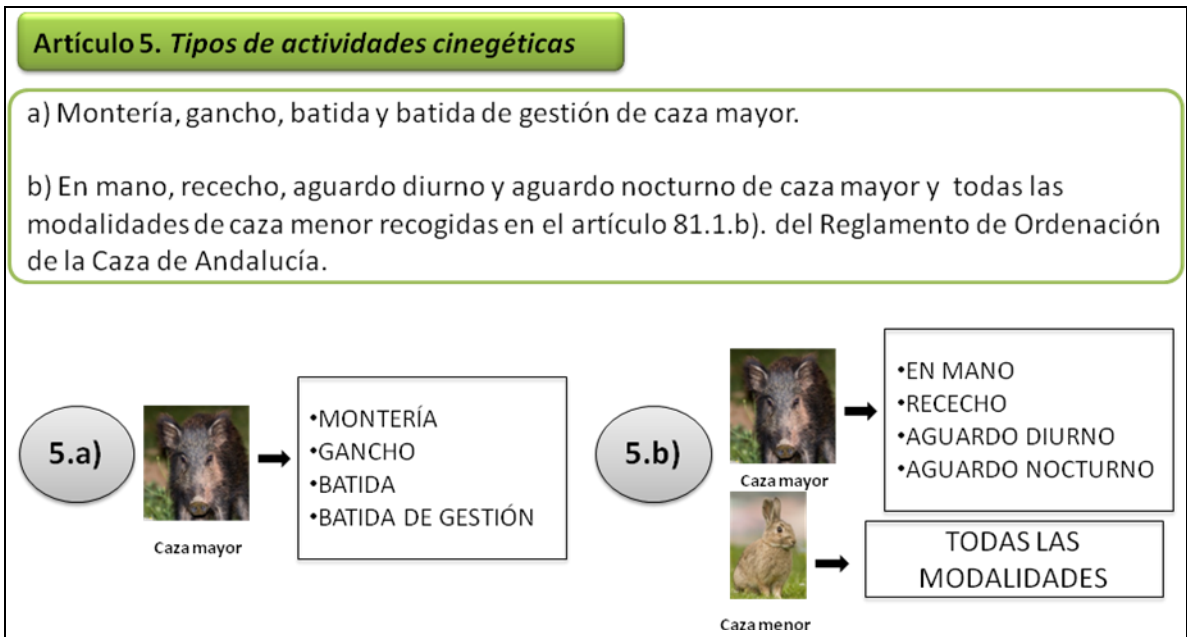 Artículo 5. Tipos de actividades cinegéticas
a) Montería, gancho, batida y batida de gestión de caza mayor.
b) En mano, rececho, aguardo diurno y aguardo nocturno de caza mayor y todas las
modalidades de caza menor recogidas en el artículo 81.1.b). del Reglamento de Ordenación
de la Caza de Andalucía.
5.a)
Caza mayor
•MONTERÍA
•GANCHO
•BATIDA
•BATIDA DE GESTIÓN
5.b)
Caza mayor
•EN MANO
•RECECHO
•AGUARDO DIURNO
•AGUARDO NOCTURNO
Caza menor
TODAS LAS
MODALIDADES